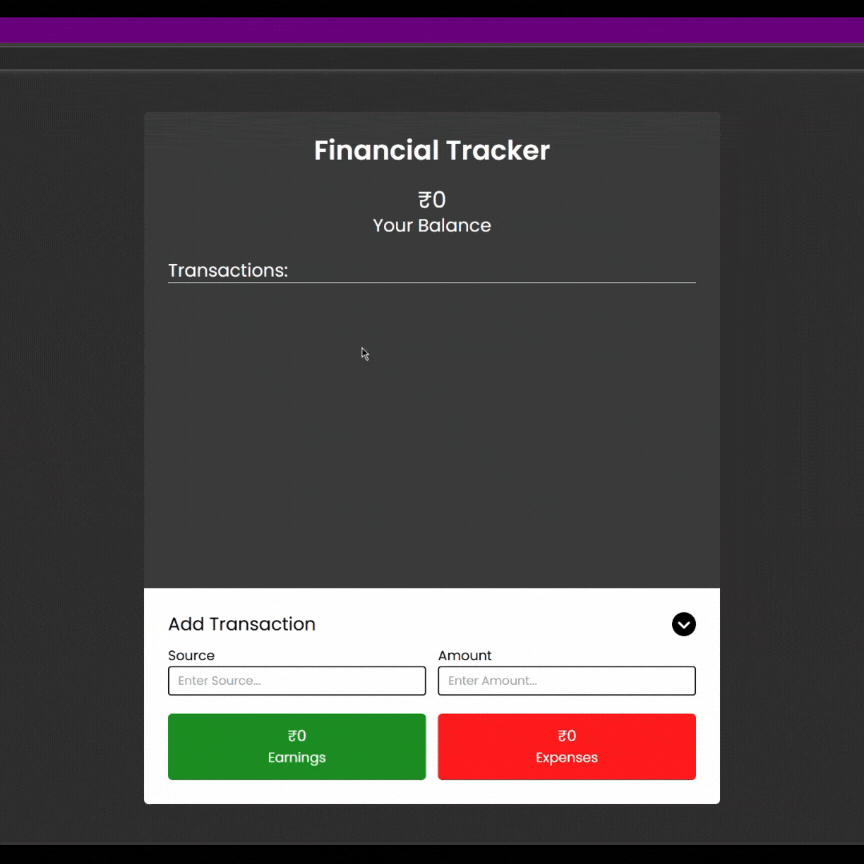 Financial Tracker
₹0
Your Balance
Transactions:
Add Transaction
Source
Amount
Enter Source...
Enter Amount...
₹0
Earnings
₹0
Expenses